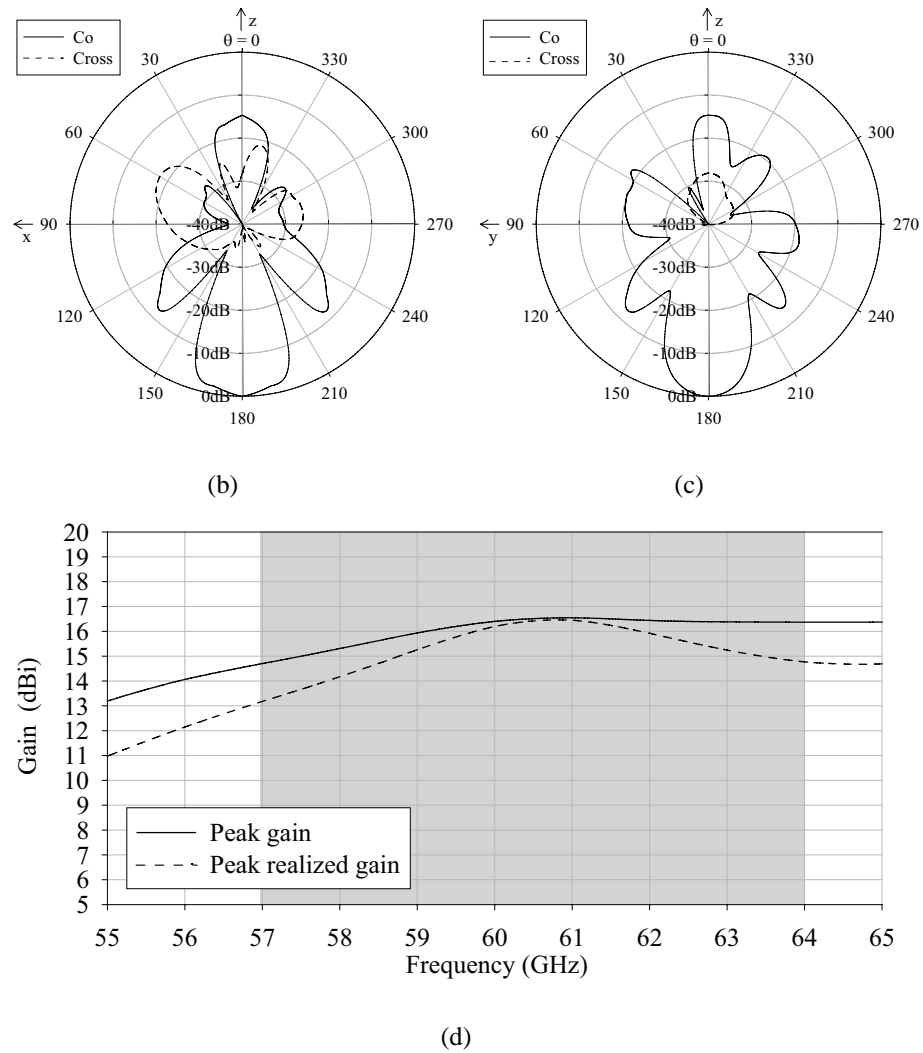 Co
Cross
z
θ = 0
30
330
60
300
x
90
270
-40dB
-30dB
120
240
-20dB
-10dB
150
210
0dB
180
(b)
Co
Cross
z
θ = 0
30
330
60
300
y
90
270
-40dB
-30dB
120
240
-20dB
-10dB
150
210
0dB
180
(c)
20
19
18
17
16
15
14
13
12
11
10
9
8
7
6
5
Gain (dBi)
Peak gain
Peak realized gain
55 56 57 58 59 60 61 62 63 64 65
Frequency (GHz)
(d)